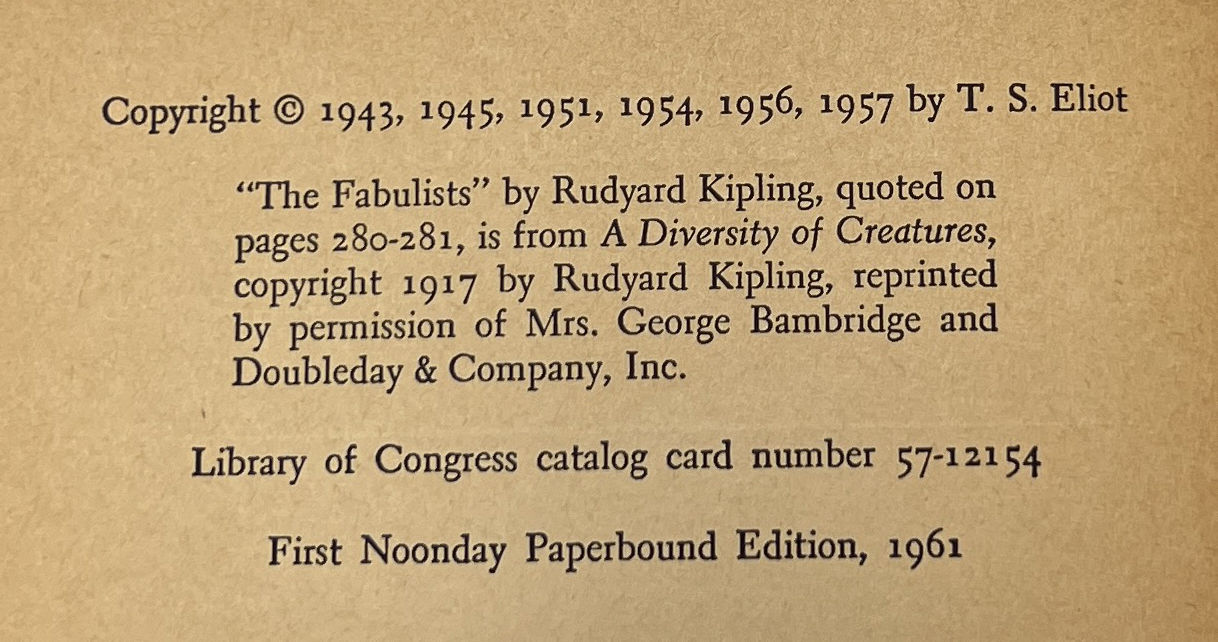 Copyright © 1943, 1945, 1951, 1954, 1956, 1957 by T. S. Eliot
“The Fabulists” by Rudyard Kipling, quoted on
pages 280-281, is from A Diversity of Creatures,
copyright 1917 by Rudyard Kipling, reprinted
by permission of Mrs. George Bambridge and
Doubleday & Company, Inc.
Library of Congress catalog card number 57-12154
First Noonday Paperbound Edition, 1961